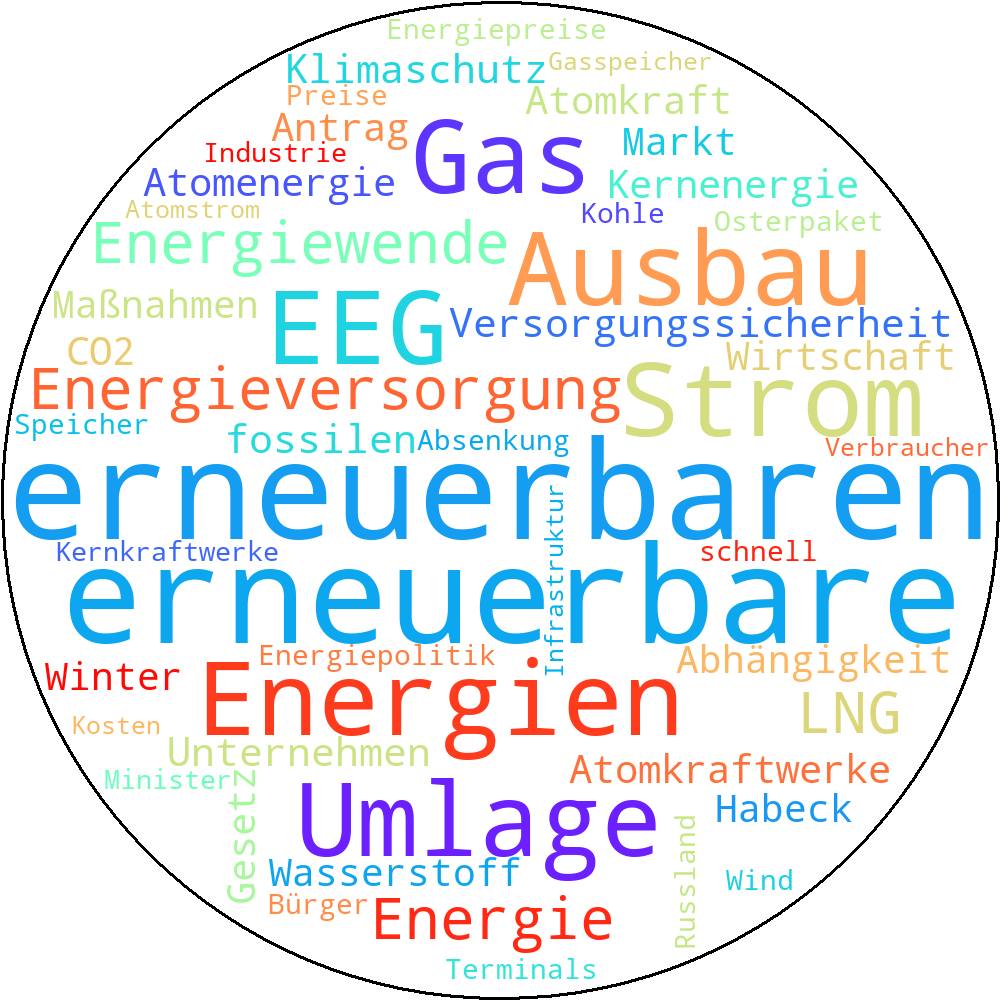 Energiepreise
Klimaschutz
Gasspeicher
Preise
Atomkraft
Antrag
Gas
Markt
Industrie
Atomenergie
Kernenergie
Atomstrom
Kohle
Osterpaket
Energiewende
Ausbau
Maßnahmen
EEG
Versorgungssicherheit
CO2
Wirtschaft
Energieversorgung
Strom
Speicher
fossilen
Absenkung
Verbraucher
erneuerbaren
Kernkraftwerke
Infrastruktur
schnell
erneuerbare
Energiepolitik
Abhängigkeit
Winter
Energien
LNG
Kosten
Unternehmen
Atomkraftwerke
Minister
Gesetz
Umlage
Habeck
Wasserstoff
Russland
Wind
Bürger
Energie
Terminals